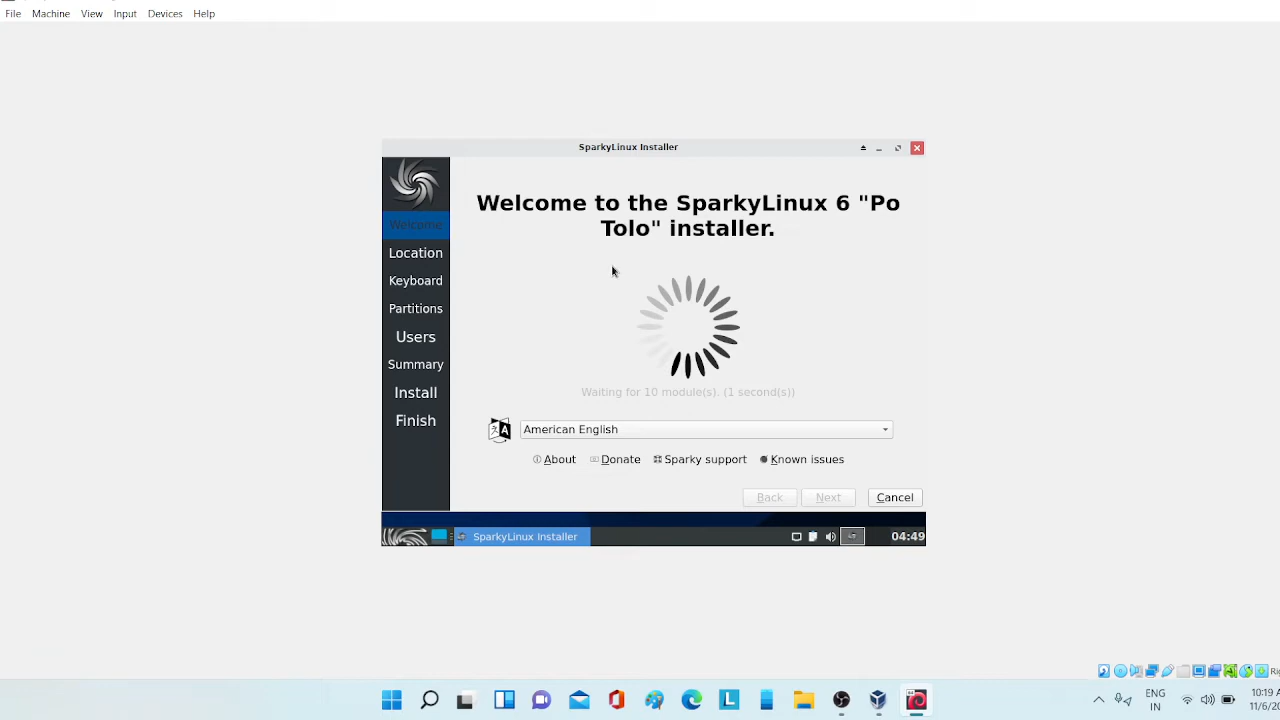 File Machine View Input Devices Help
SparkyLinux Installer
Welcome to the SparkyLinux 6 "Po
Tolo" installer.
Welcome
Location
Keyboard
Partitions
Users
Summary
Install
Finish
Waiting for 10 module(s). (1 second(s))
American English
About Donate Sparky support Known issues
Back Next Cancel
SparkyLinux Installer 04:49
ENG
IN
10:19
11/6/